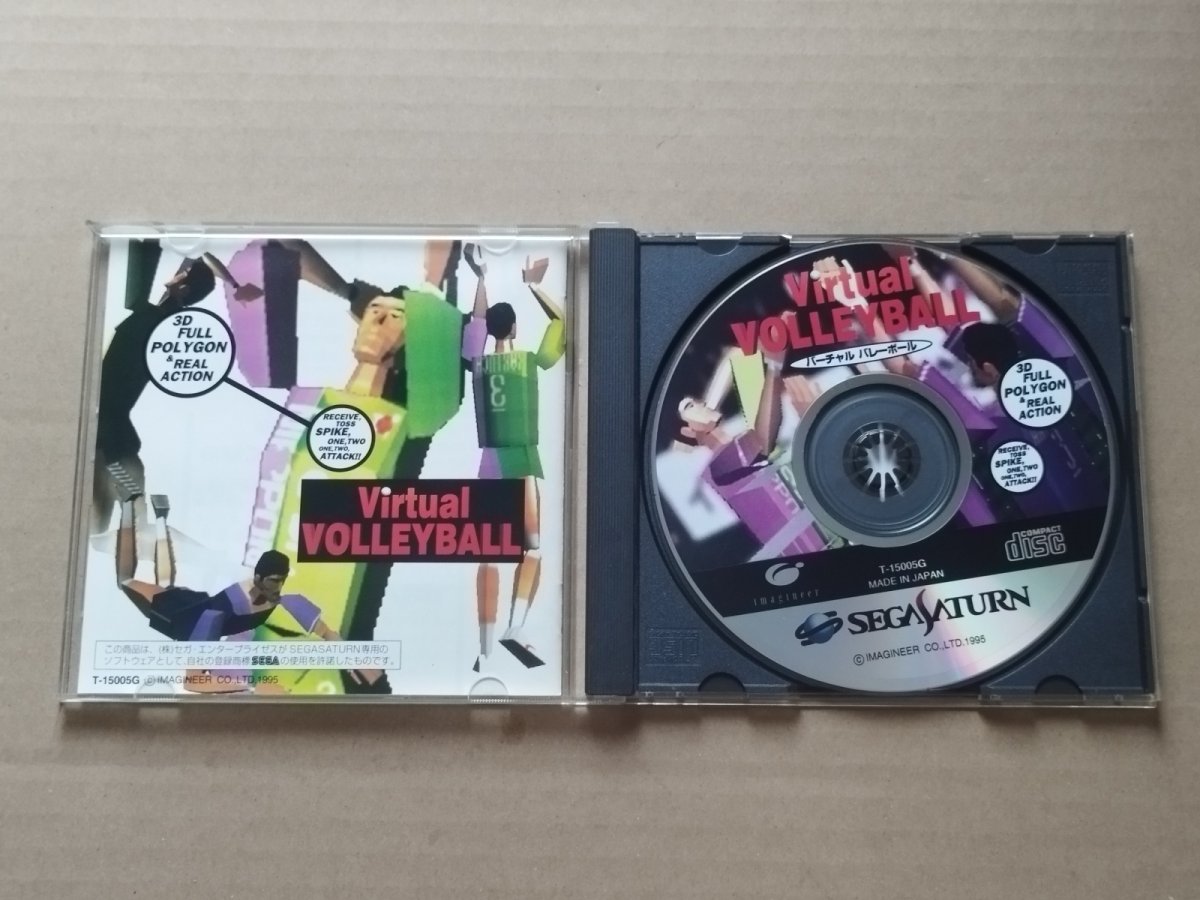 3D
FULL
POLYGON
&
REAL
ACTION
RECEIVE,
TOSS
SPIKE,
ONE,TWO
ONE,TWO,
ATTACK!!
3
Virtual
VOLLEYBALL
この商品は、(株)セガ・エンタープライゼスがSEGASATURN専用の
ソフトウェアとして、自社の登録商標SEGAの使用を許諾したものです。
T-15005G ©IMAGINEER CO.,LTD.1995
Virtual
VOLLEYBALL
バーチャル バレーボール
3D
FULL
POLYGON
&
REAL
ACTION
RECEIVE,
TOSS
SPIKE,
ONE,TWO
ONE,TWO,
ATTACK!!
COMPACT
disc
imagineer
T-15005G
MADE IN JAPAN
SEGASATURN
©IMAGINEER CO.,LTD.1995